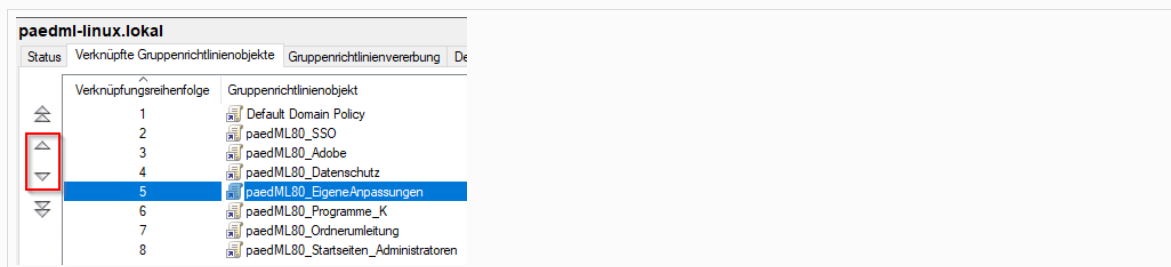 paedml-linux.lokal
Status Verknüpfte Gruppenrichtlinienobjekte Gruppenrichtlinienvererbung De
Verknüpfungsreihenfolge Gruppenrichtlinienobjekt
1 Default Domain Policy
2 paedML80_SSO
3 paedML80_Adobe
4 paedML80_Datenschutz
5 paedML80_EigeneAnpassungen
6 paedML80_Programme_K
7 paedML80_Ordnerumleitung
8 paedML80_Startseiten_Administratoren